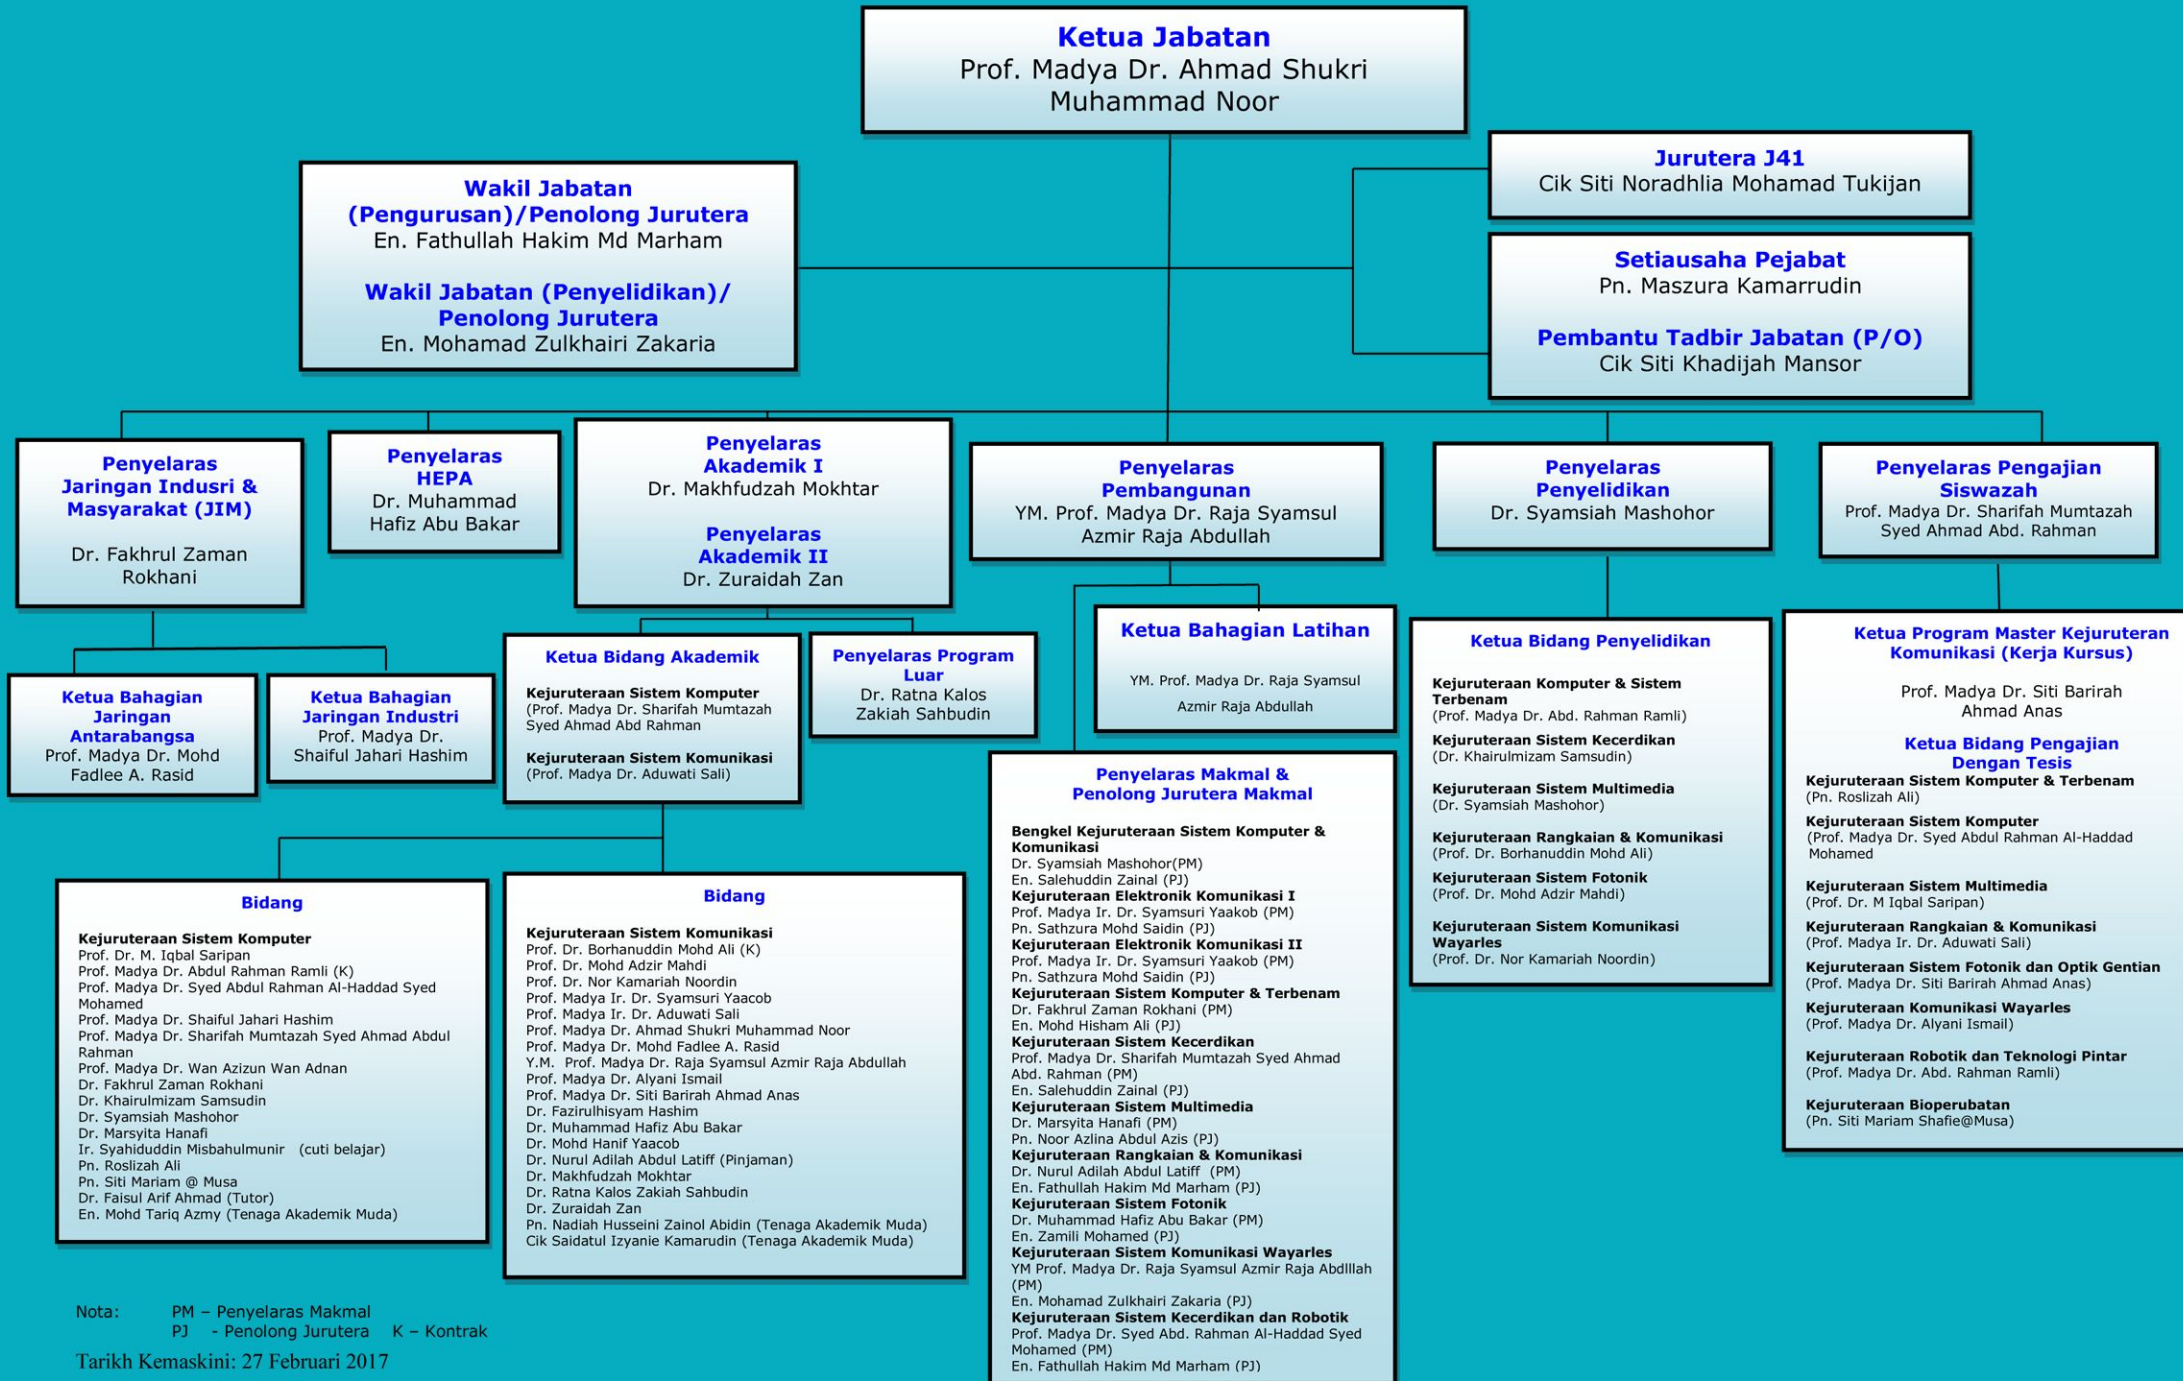 Ketua Jabatan
Prof. Madya Dr. Ahmad Shukri
Muhammad Noor
Jurutera J41
Cik Siti Noradhlia Mohamad Tukijan
Wakil Jabatan
(Pengurusan)/Penolong Jurutera
En. Fathullah Hakim Md Marham
Wakil Jabatan (Penyelidikan)/
Penolong Jurutera
En. Mohamad Zulkhairi Zakaria
Setiausaha Pejabat
Pn. Maszura Kamarrudin
Pembantu Tadbir Jabatan (P/O)
Cik Siti Khadijah Mansor
Penyelaras
Jaringan Indusri &
Masyarakat (JIM)
Dr. Fakhrul Zaman
Rokhani
Penyelaras
HEPA
Dr. Muhammad
Hafiz Abu Bakar
Penyelaras
Akademik I
Dr. Makhfudzah Mokhtar
Penyelaras
Akademik II
Dr. Zuraidah Zan
Penyelaras
Pembangunan
YM. Prof. Madya Dr. Raja Syamsul
Azmir Raja Abdullah
Penyelaras
Penyelidikan
Dr. Syamsiah Mashohor
Penyelaras Pengajian
Siswazah
Prof. Madya Dr. Sharifah Mumtazah
Syed Ahmad Abd. Rahman
Ketua Bahagian
Jaringan
Antarabangsa
Prof. Madya Dr. Mohd
Fadlee A. Rasid
Ketua Bahagian
Jaringan Industri
Prof. Madya Dr.
Shaiful Jahari Hashim
Ketua Bidang Akademik
Kejuruteraan Sistem Komputer
(Prof. Madya Dr. Sharifah Mumtazah
Syed Ahmad Abd Rahman
Kejuruteraan Sistem Komunikasi
(Prof. Madya Dr. Aduwati Sali)
Penyelaras Program
Luar
Dr. Ratna Kalos
Zakiah Sahbudin
Ketua Bahagian Latihan
YM. Prof. Madya Dr. Raja Syamsul
Azmir Raja Abdullah
Bidang
Kejuruteraan Sistem Komputer
Prof. Dr. M. Iqbal Saripan
Prof. Madya Dr. Abdul Rahman Ramli (K)
Prof. Madya Dr. Syed Abdul Rahman Al-Haddad Syed
Mohamed
Prof. Madya Dr. Shaiful Jahari Hashim
Prof. Madya Dr. Sharifah Mumtazah Syed Ahmad Abdul
Rahman
Prof. Madya Dr. Wan Azizun Wan Adnan
Dr. Fakhrul Zaman Rokhani
Dr. Khairulmizam Samsudin
Dr. Syamsiah Mashohor
Dr. Marsyita Hanafi
Ir. Syahiduddin Misbahulmunir (cuti belajar)
Pn. Roslizah Ali
Pn. Siti Mariam @ Musa
Dr. Faisul Arif Ahmad (Tutor)
En. Mohd Tariq Azmy (Tenaga Akademik Muda)
Bidang
Kejuruteraan Sistem Komunikasi
Prof. Dr. Borhanuddin Mohd Ali (K)
Prof. Dr. Mohd Adzir Mahdi
Prof. Dr. Nor Kamariah Noordin
Prof. Madya Ir. Dr. Syamsuri Yaacob
Prof. Madya Ir. Dr. Aduwati Sali
Prof. Madya Dr. Ahmad Shukri Muhammad Noor
Prof. Madya Dr. Mohd Fadlee A. Rasid
Y.M. Prof. Madya Dr. Raja Syamsul Azmir Raja Abdullah
Prof. Madya Dr. Alyani Ismail
Prof. Madya Dr. Siti Barirah Ahmad Anas
Dr. Fazirulhisyam Hashim
Dr. Muhammad Hafiz Abu Bakar
Dr. Mohd Hanif Yaacob
Dr. Nurul Adilah Abdul Latiff (Pinjaman)
Dr. Makhfudzah Mokhtar
Dr. Ratna Kalos Zakiah Sahbudin
Dr. Zuraidah Zan
Pn. Nadiah Husseini Zainol Abidin (Tenaga Akademik Muda)
Cik Saidatul Izyanie Kamarudin (Tenaga Akademik Muda)
Penyelaras Makmal &
Penolong Jurutera Makmal
Bengkel Kejuruteraan Sistem Komputer &
Komunikasi
Dr. Syamsiah Mashohor(PM)
En. Salehuddin Zainal (PJ)
Kejuruteraan Elektronik Komunikasi I
Prof. Madya Ir. Dr. Syamsuri Yaakob (PM)
Pn. Sathzura Mohd Saidin (PJ)
Kejuruteraan Elektronik Komunikasi II
Prof. Madya Ir. Dr. Syamsuri Yaakob (PM)
Pn. Sathzura Mohd Saidin (PJ)
Kejuruteraan Sistem Komputer & Terbenam
Dr. Fakhrul Zaman Rokhani (PM)
En. Mohd Hisham Ali (PJ)
Kejuruteraan Sistem Kecerdikan
Prof. Madya Dr. Sharifah Mumtazah Syed Ahmad
Abd. Rahman (PM)
En. Salehuddin Zainal (PJ)
Kejuruteraan Sistem Multimedia
Dr. Marsyita Hanafi (PM)
Pn. Noor Azlina Abdul Azis (PJ)
Kejuruteraan Rangkaian & Komunikasi
Dr. Nurul Adilah Abdul Latiff (PM)
En. Fathullah Hakim Md Marham (PJ)
Kejuruteraan Sistem Fotonik
Dr. Muhammad Hafiz Abu Bakar (PM)
En. Zamili Mohamed (PJ)
Kejuruteraan Sistem Komunikasi Wayarles
YM Prof. Madya Dr. Raja Syamsul Azmir Raja Abdlllah
(PM)
En. Mohamad Zulkhairi Zakaria (PJ)
Kejuruteraan Sistem Kecerdikan dan Robotik
Prof. Madya Dr. Syed Abd. Rahman Al-Haddad Syed
Mohamed (PM)
En. Fathullah Hakim Md Marham (PJ)
Ketua Bidang Penyelidikan
Kejuruteraan Komputer & Sistem
Terbenam
(Prof. Madya Dr. Abd. Rahman Ramli)
Kejuruteraan Sistem Kecerdikan
(Dr. Khairulmizam Samsudin)
Kejuruteraan Sistem Multimedia
(Dr. Syamsiah Mashohor)
Kejuruteraan Rangkaian & Komunikasi
(Prof. Dr. Borhanuddin Mohd Ali)
Kejuruteraan Sistem Fotonik
(Prof. Dr. Mohd Adzir Mahdi)
Kejuruteraan Sistem Komunikasi
Wayarles
(Prof. Dr. Nor Kamariah Noordin)
Ketua Program Master Kejuruteran
Komunikasi (Kerja Kursus)
Prof. Madya Dr. Siti Barirah
Ahmad Anas
Ketua Bidang Pengajian
Dengan Tesis
Kejuruteraan Sistem Komputer & Terbenam
(Pn. Roslizah Ali)
Kejuruteraan Sistem Komputer
(Prof. Madya Dr. Syed Abdul Rahman Al-Haddad
Mohamed
Kejuruteraan Sistem Multimedia
(Prof. Dr. M Iqbal Saripan)
Kejuruteraan Rangkaian & Komunikasi
(Prof. Madya Ir. Dr. Aduwati Sali)
Kejuruteraan Sistem Fotonik dan Optik Gentian
(Prof. Madya Dr. Siti Barirah Ahmad Anas)
Kejuruteraan Komunikasi Wayarles
(Prof. Madya Dr. Alyani Ismail)
Kejuruteraan Robotik dan Teknologi Pintar
(Prof. Madya Dr. Abd. Rahman Ramli)
Kejuruteraan Bioperubatan
(Pn. Siti Mariam Shafie@Musa)
Nota: PM – Penyelaras Makmal
PJ - Penolong Jurutera K – Kontrak
Tarikh Kemaskini: 27 Februari 2017